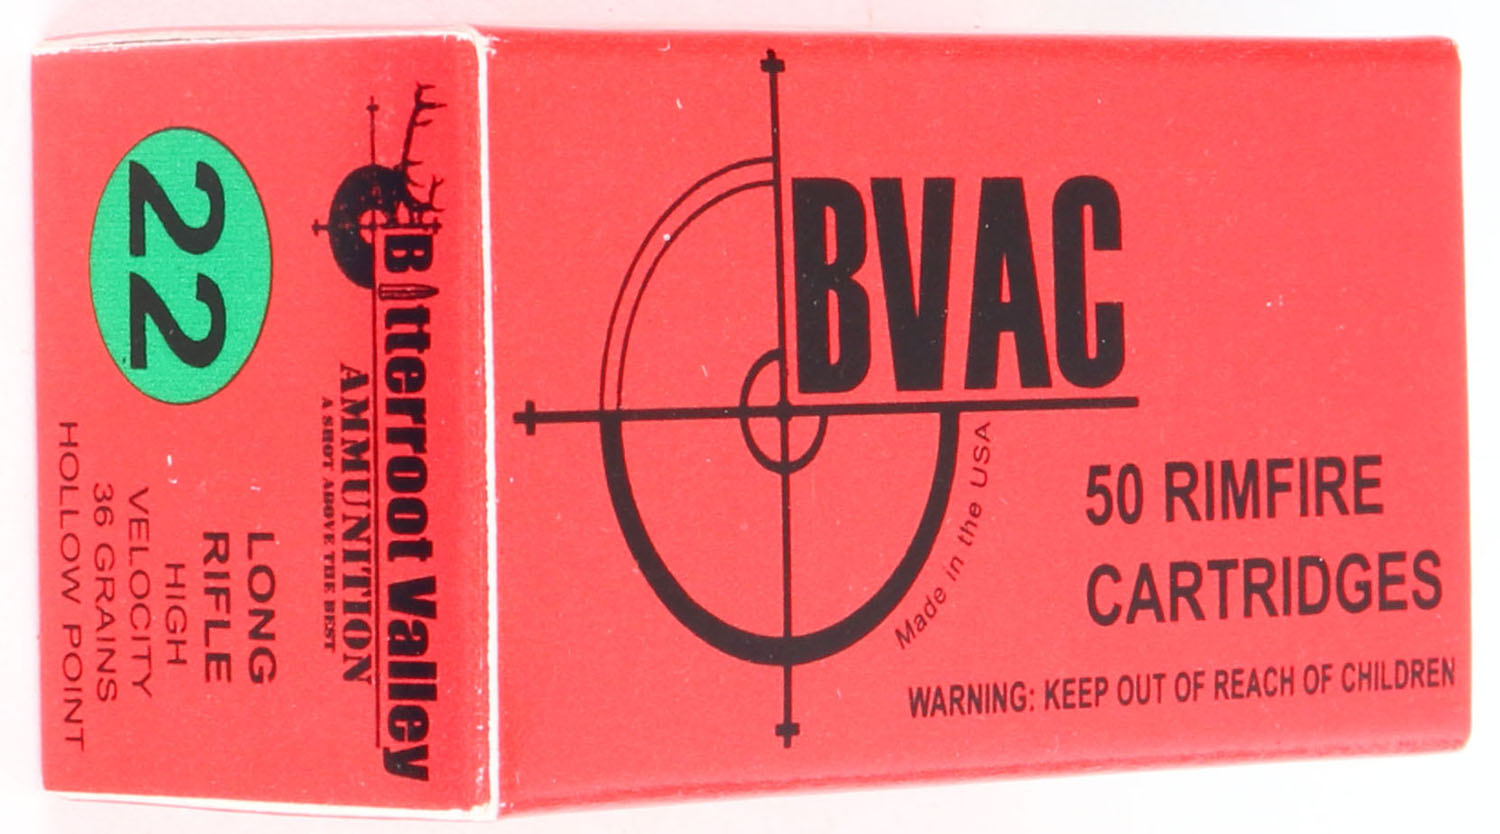 Bitterroot Valley
AMMUNITION
A SHOT ABOVE THE BEST
22
LONG
RIFLE
HIGH
VELOCITY
36 GRAINS
HOLLOW POINT
BVAC
Made in the USA
50 RIMFIRE
CARTRIDGES
WARNING: KEEP OUT OF REACH OF CHILDREN